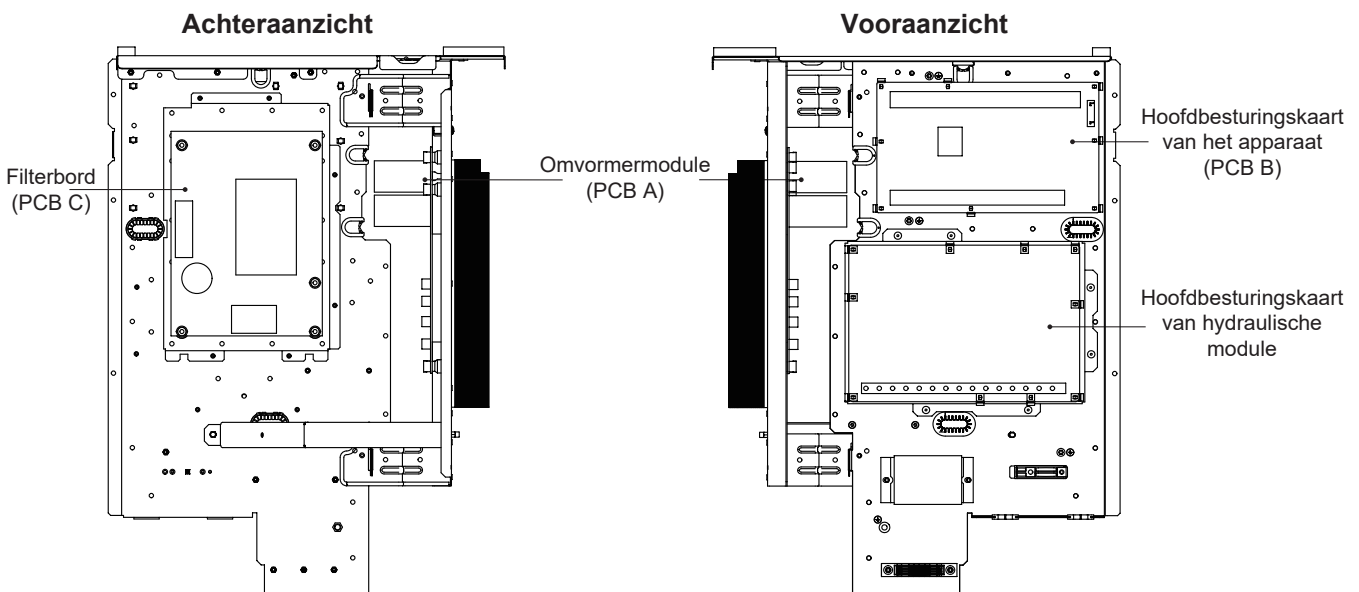 Achteraanzicht
Vooraanzicht
Filterbord
(PCB C)
Omvormermodule
(PCB A)
Hoofdbesturingskaart
van het apparaat
(PCB B)
Hoofdbesturingskaart
van hydraulische
module